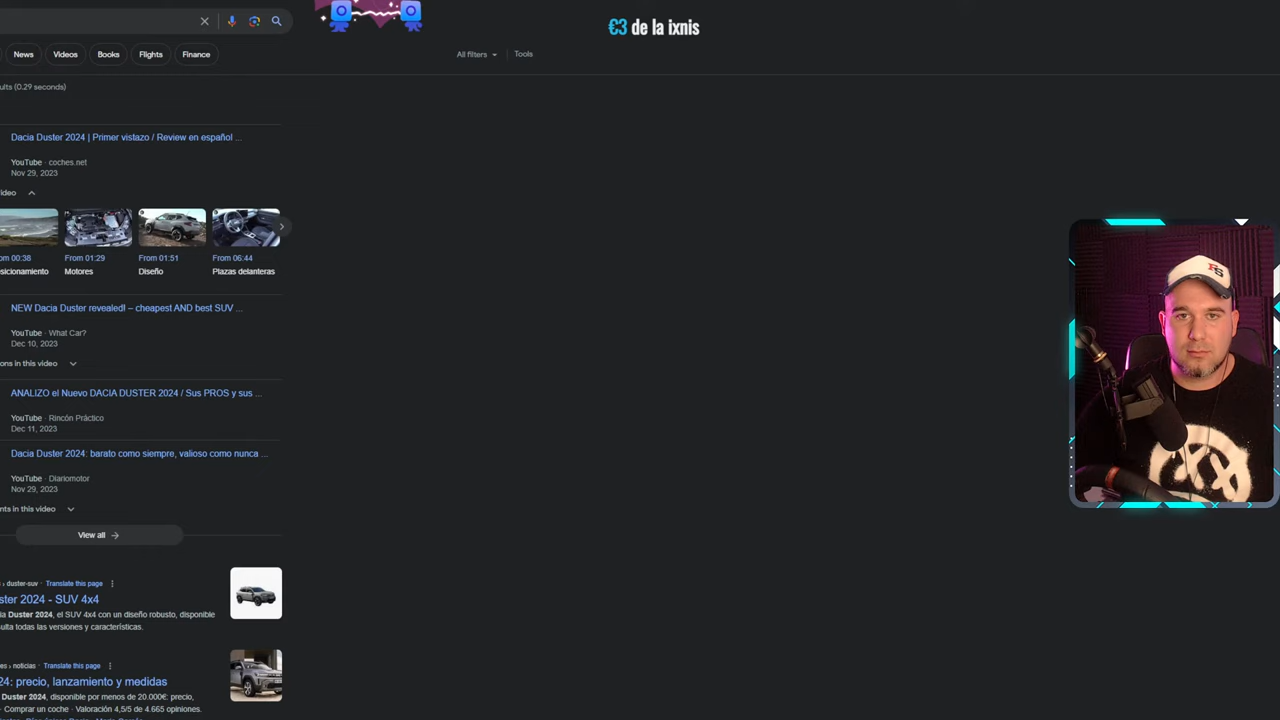 €3 de la ixnis
News
Videos
Books
Flights
Finance
All filters
Tools
ults (0.29 seconds)
Dacia Duster 2024 | Primer vistazo / Review en español ...
YouTube · coches.net
Nov 29, 2023
ideo
From 00:38
From 01:29
From 01:51
From 06:44
sicionamiento
Motores
Diseño
Plazas delanteras
NEW Dacia Duster revealed! – cheapest AND best SUV ...
YouTube · What Car?
Dec 10, 2023
ons in this video
ANALIZO el Nuevo DACIA DUSTER 2024 / Sus PROS y sus ...
YouTube · Rincón Práctico
Dec 11, 2023
Dacia Duster 2024: barato como siempre, valioso como nunca ...
YouTube · Diariomotor
Nov 29, 2023
nts in this video
View all
› duster-suv · Translate this page
ster 2024 - SUV 4x4
ia Duster 2024, el SUV 4x4 con un diseño robusto, disponible
sulta todas las versiones y características.
es › noticias · Translate this page
24: precio, lanzamiento y medidas
Duster 2024, disponible por menos de 20.000€: precio,
· Comprar un coche · Valoración 4,5/5 de 4.665 opiniones.